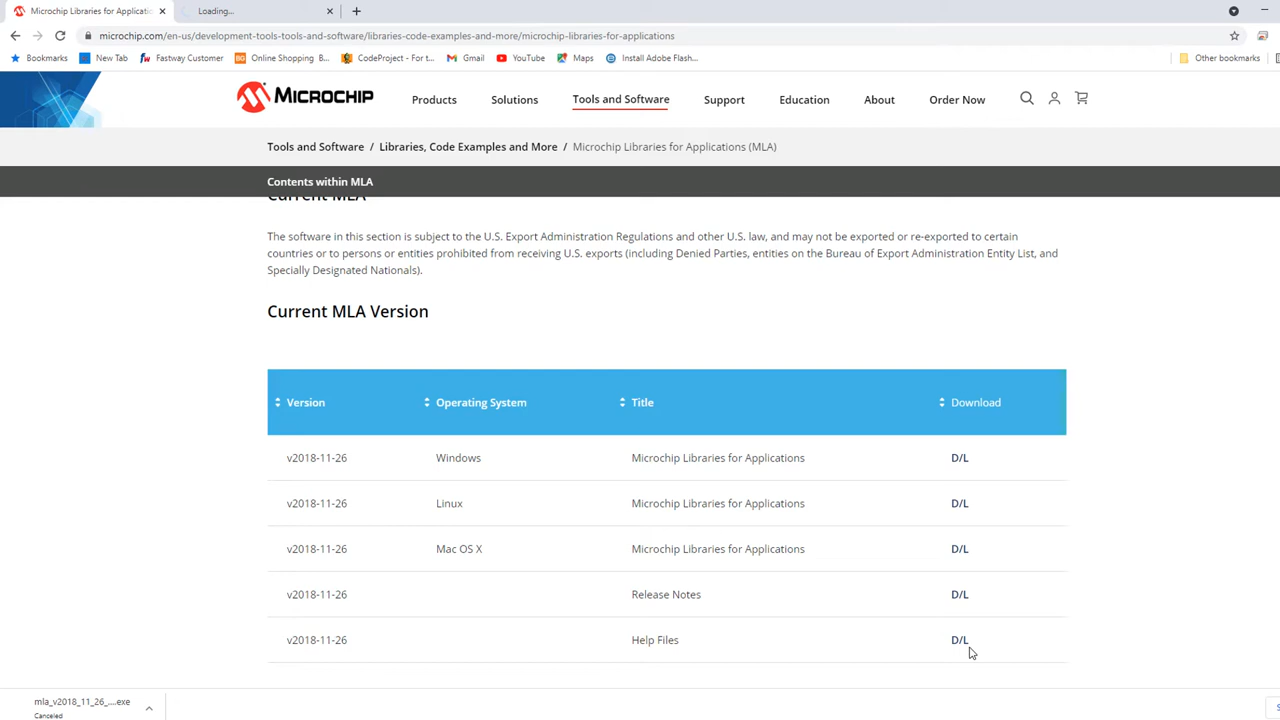 Microchip Libraries for Applicatio
Loading...
microchip.com/en-us/development-tools-tools-and-software/libraries-code-examples-and-more/microchip-libraries-for-applications
Bookmarks New Tab Fastway Customer Online Shopping B... CodeProject - For t... Gmail YouTube Maps Install Adobe Flash... Other bookmarks
MICROCHIP Products Solutions Tools and Software Support Education About Order Now
Tools and Software / Libraries, Code Examples and More / Microchip Libraries for Applications (MLA)
Contents within MLA
Current MLA
The software in this section is subject to the U.S. Export Administration Regulations and other U.S. law, and may not be exported or re-exported to certain
countries or to persons or entities prohibited from receiving U.S. exports (including Denied Parties, entities on the Bureau of Export Administration Entity List, and
Specially Designated Nationals).
Current MLA Version
Version Operating System Title Download
v2018-11-26 Windows Microchip Libraries for Applications D/L
v2018-11-26 Linux Microchip Libraries for Applications D/L
v2018-11-26 Mac OS X Microchip Libraries for Applications D/L
v2018-11-26 Release Notes D/L
v2018-11-26 Help Files D/L
mla_v2018_11_26_....exe
Canceled